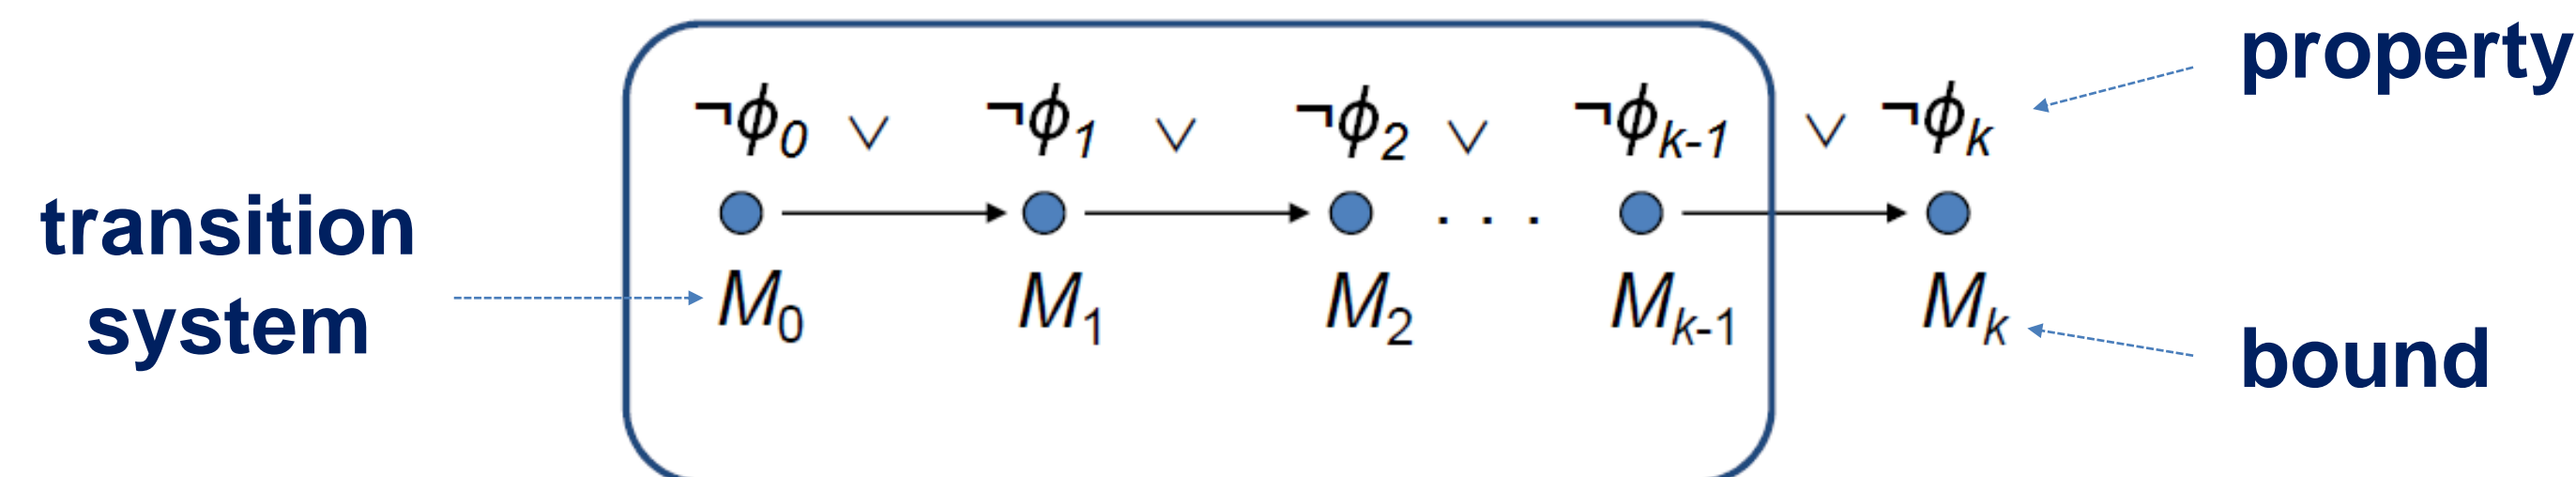 property
¬ϕ0 ∨ ¬ϕ1 ∨ ¬ϕ2 ∨ ¬ϕk-1 ∨ ¬ϕk
transition
system
. . .
M0 M1 M2 Mk-1 Mk
bound